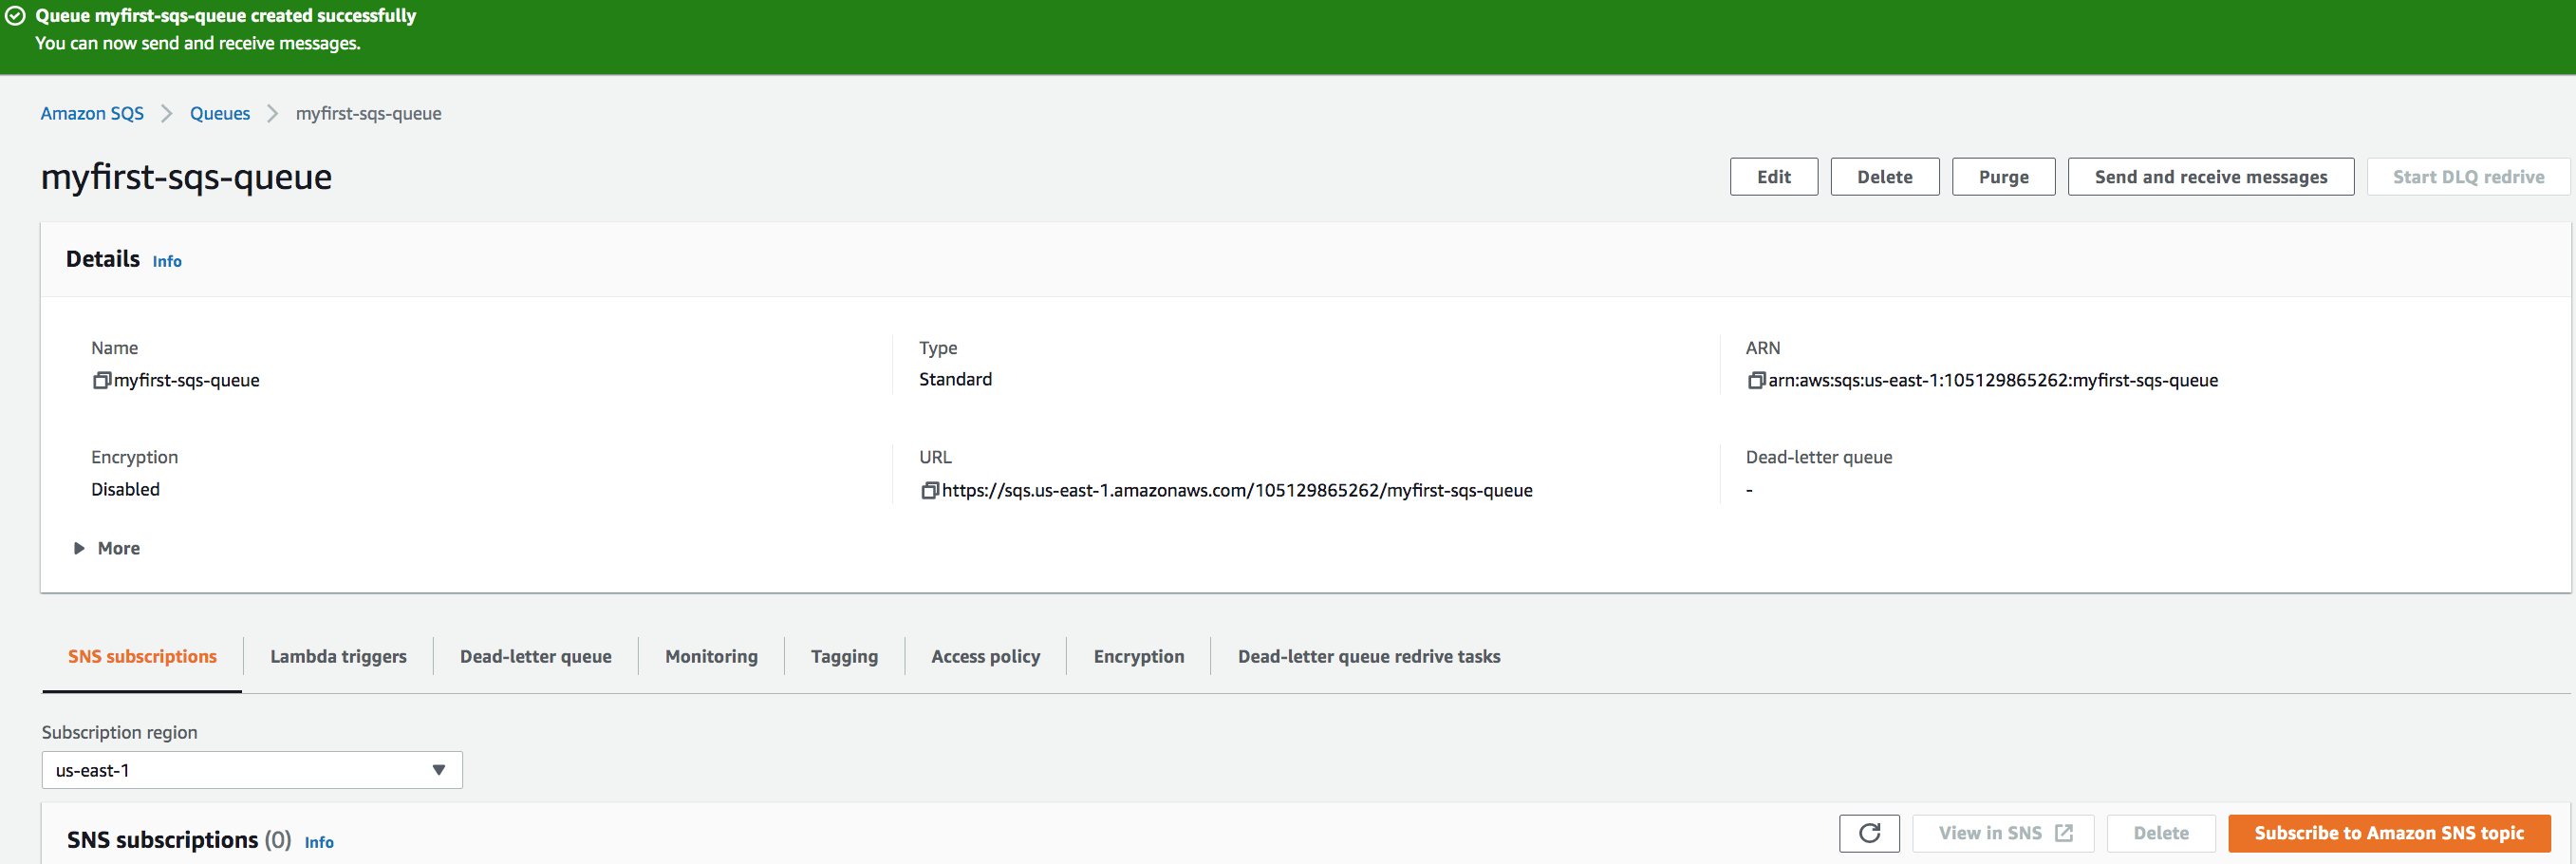 Queue myfirst-sqs-queue created successfully
You can now send and receive messages.
Amazon SQS > Queues > myfirst-sqs-queue
myfirst-sqs-queue
Edit
Delete
Purge
Send and receive messages
Start DLQ redrive
Details Info
Name
myfirst-sqs-queue
Type
Standard
ARN
arn:aws:sqs:us-east-1:105129865262:myfirst-sqs-queue
Encryption
Disabled
URL
https://sqs.us-east-1.amazonaws.com/105129865262/myfirst-sqs-queue
Dead-letter queue
-
More
SNS subscriptions
Lambda triggers
Dead-letter queue
Monitoring
Tagging
Access policy
Encryption
Dead-letter queue redrive tasks
Subscription region
us-east-1
SNS subscriptions (0) Info
View in SNS
Delete
Subscribe to Amazon SNS topic